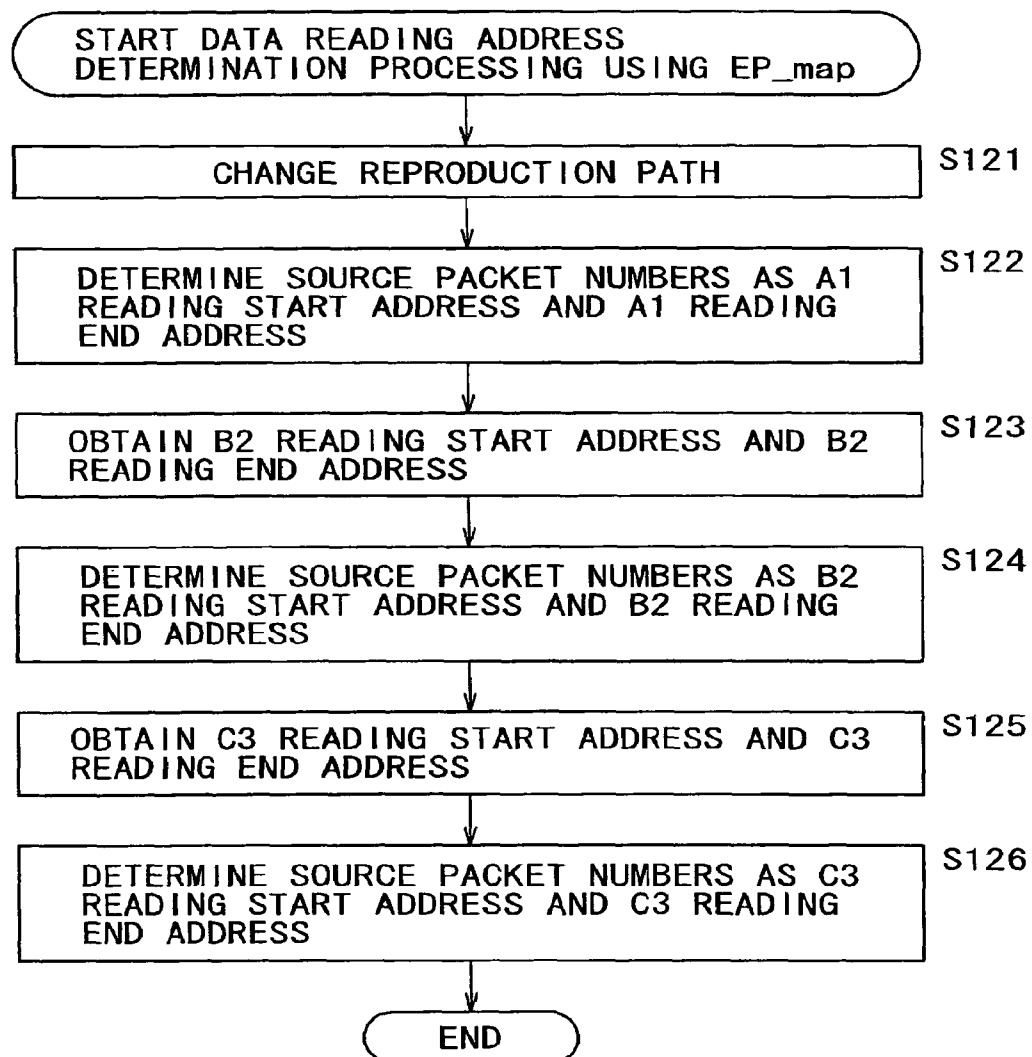 START DATA READING ADDRESS
DETERMINATION PROCESSING USING EP_map
CHANGE REPRODUCTION PATH
S121
DETERMINE SOURCE PACKET NUMBERS AS A1
READING START ADDRESS AND A1 READING
END ADDRESS
S122
OBTAIN B2 READING START ADDRESS AND B2
READING END ADDRESS
S123
DETERMINE SOURCE PACKET NUMBERS AS B2
READING START ADDRESS AND B2 READING
END ADDRESS
S124
OBTAIN C3 READING START ADDRESS AND C3
READING END ADDRESS
S125
DETERMINE SOURCE PACKET NUMBERS AS C3
READING START ADDRESS AND C3 READING
END ADDRESS
S126
END